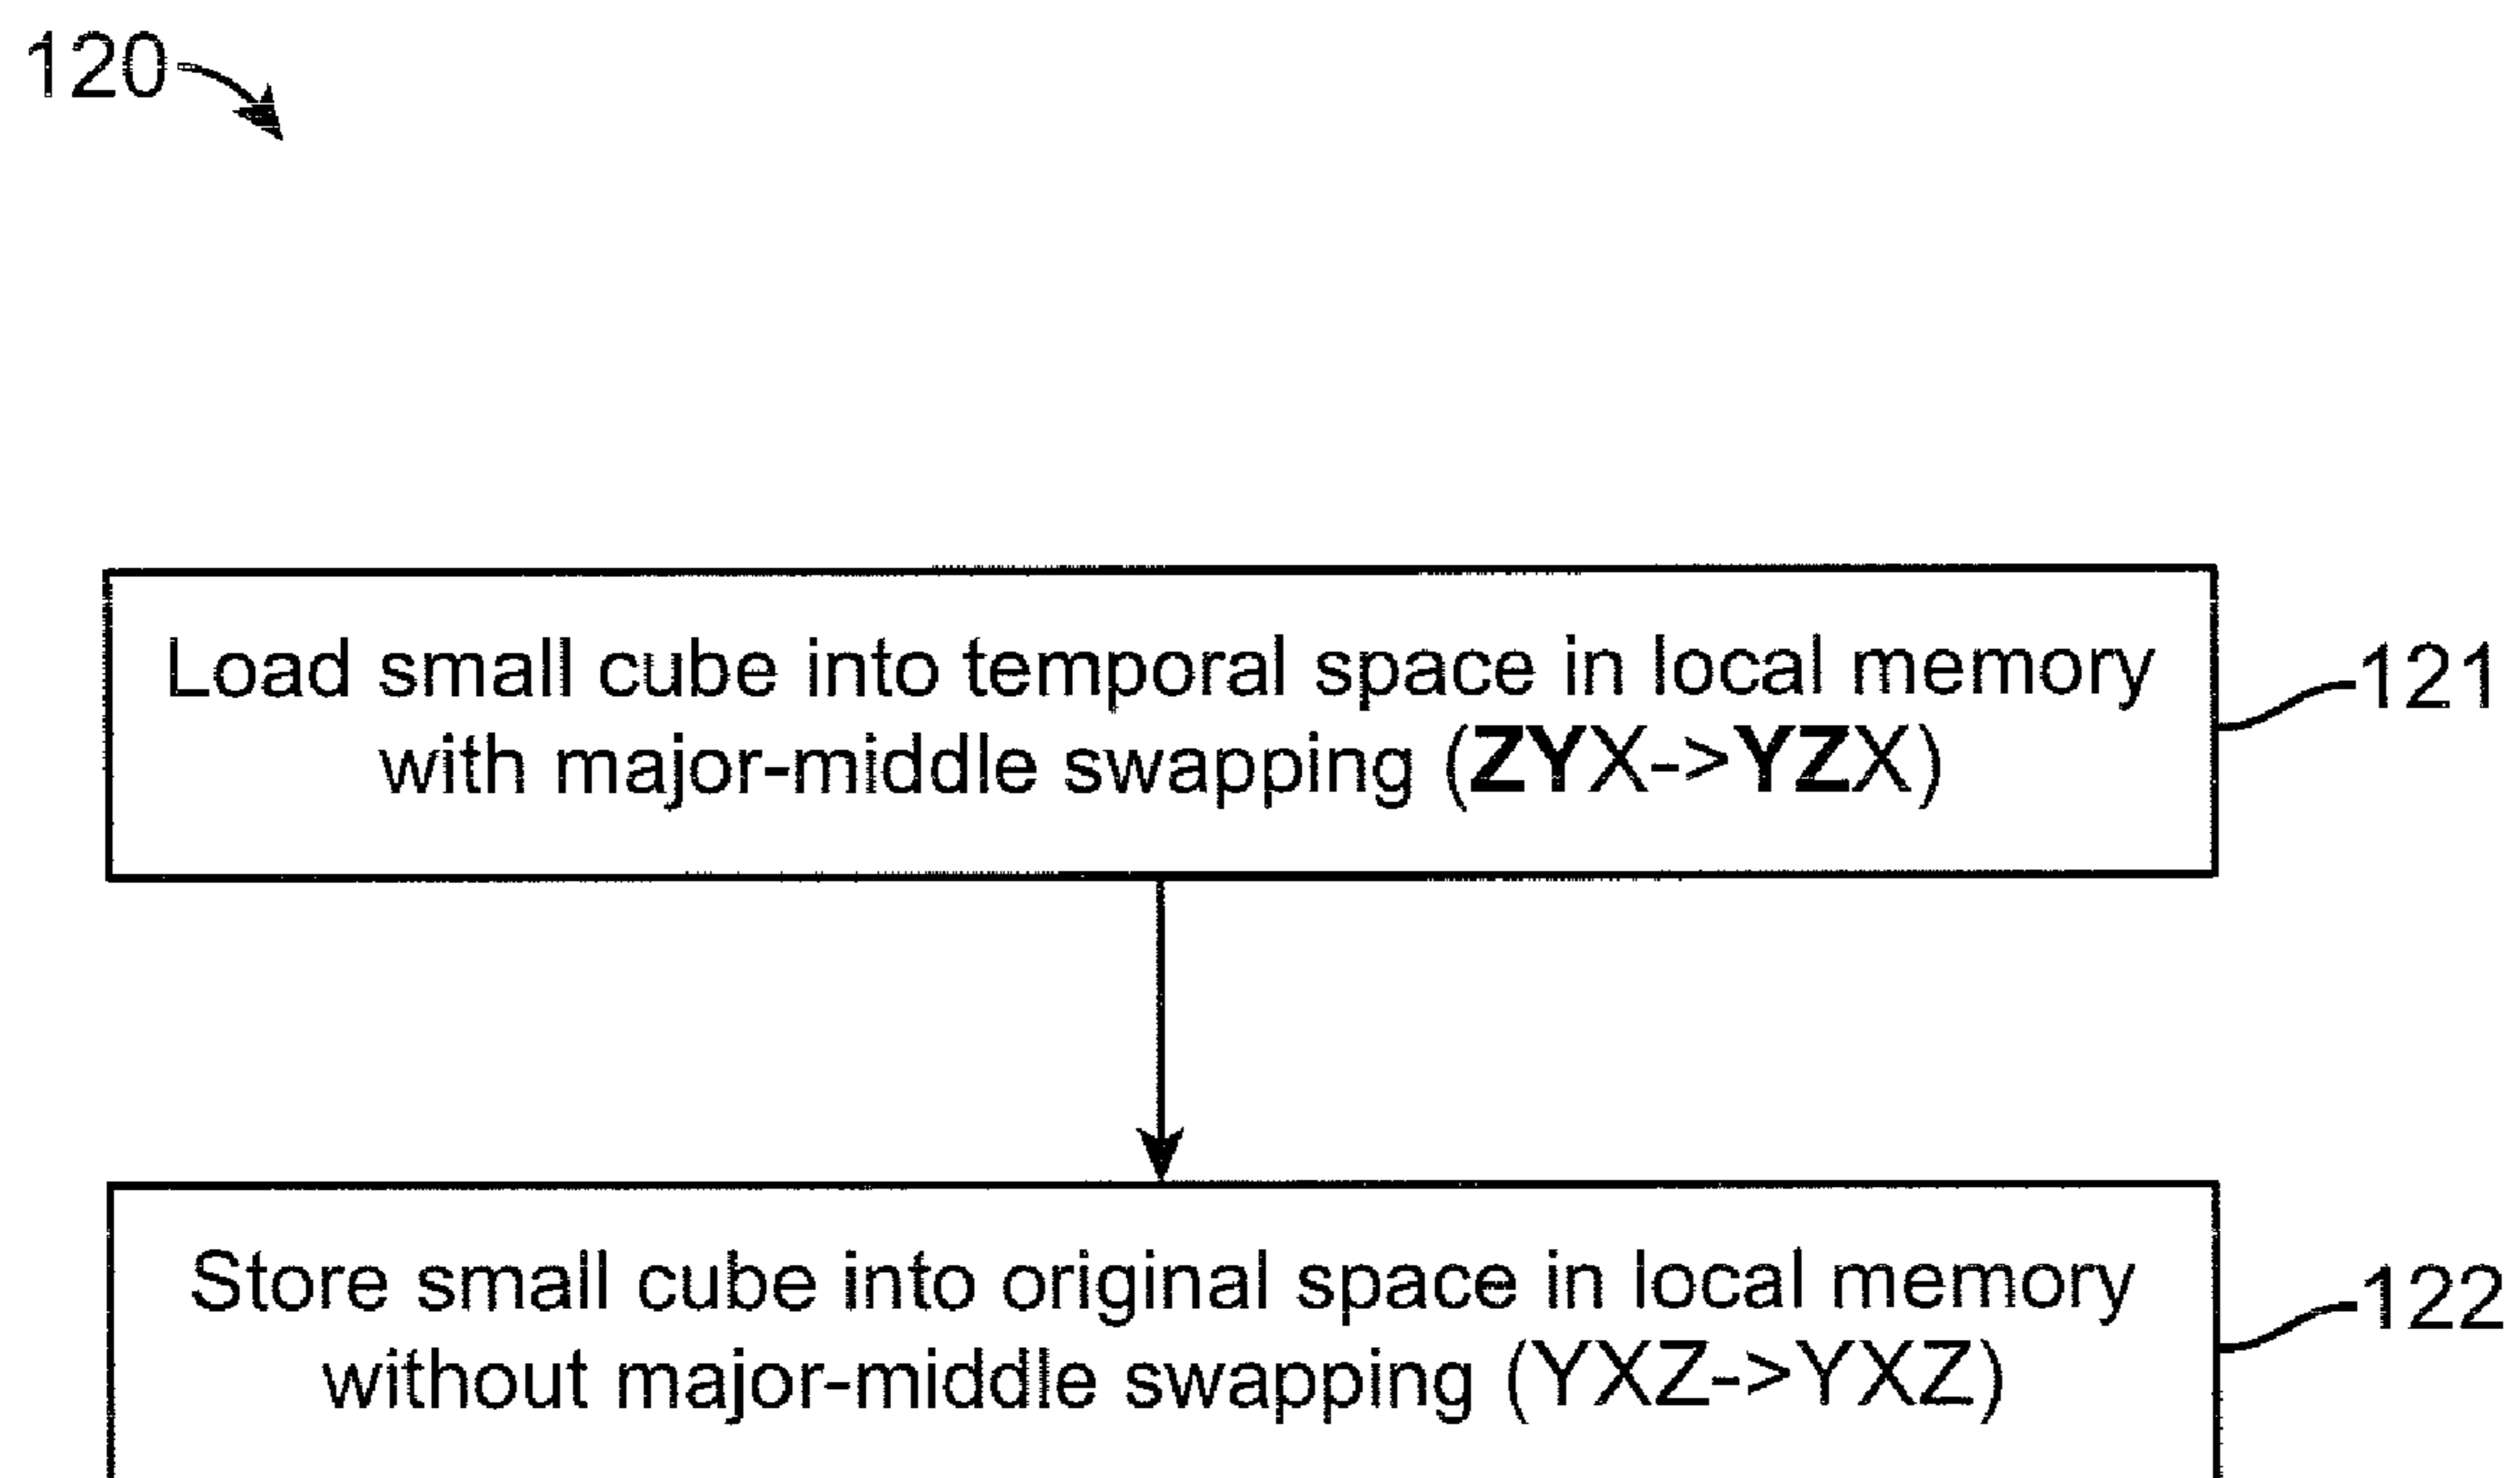 120
Load small cube into temporal space in local memory
with major-middle swapping (ZYX->YZX)
121
Store small cube into original space in local memory
without major-middle swapping (YXZ->YXZ)
122